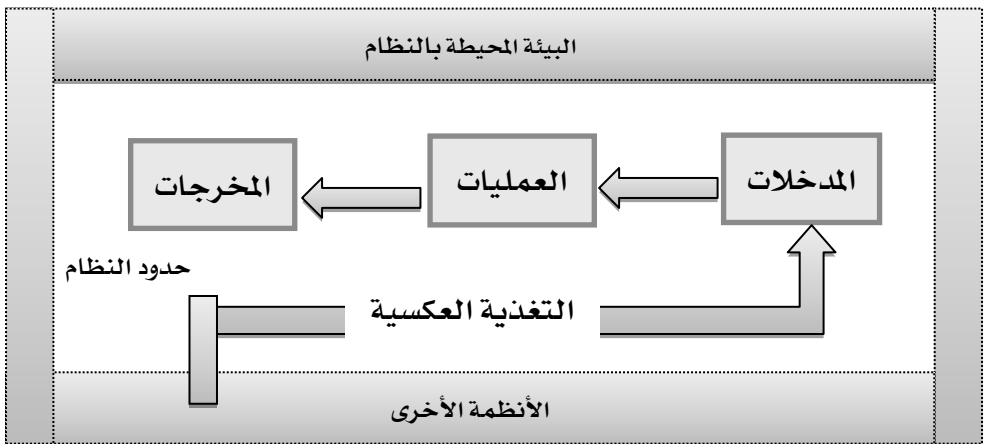 البيئة المحيطة بالنظام
المدخلات
العمليات
المخرجات
حدود النظام
التغذية العكسية
الأنظمة الأخرى